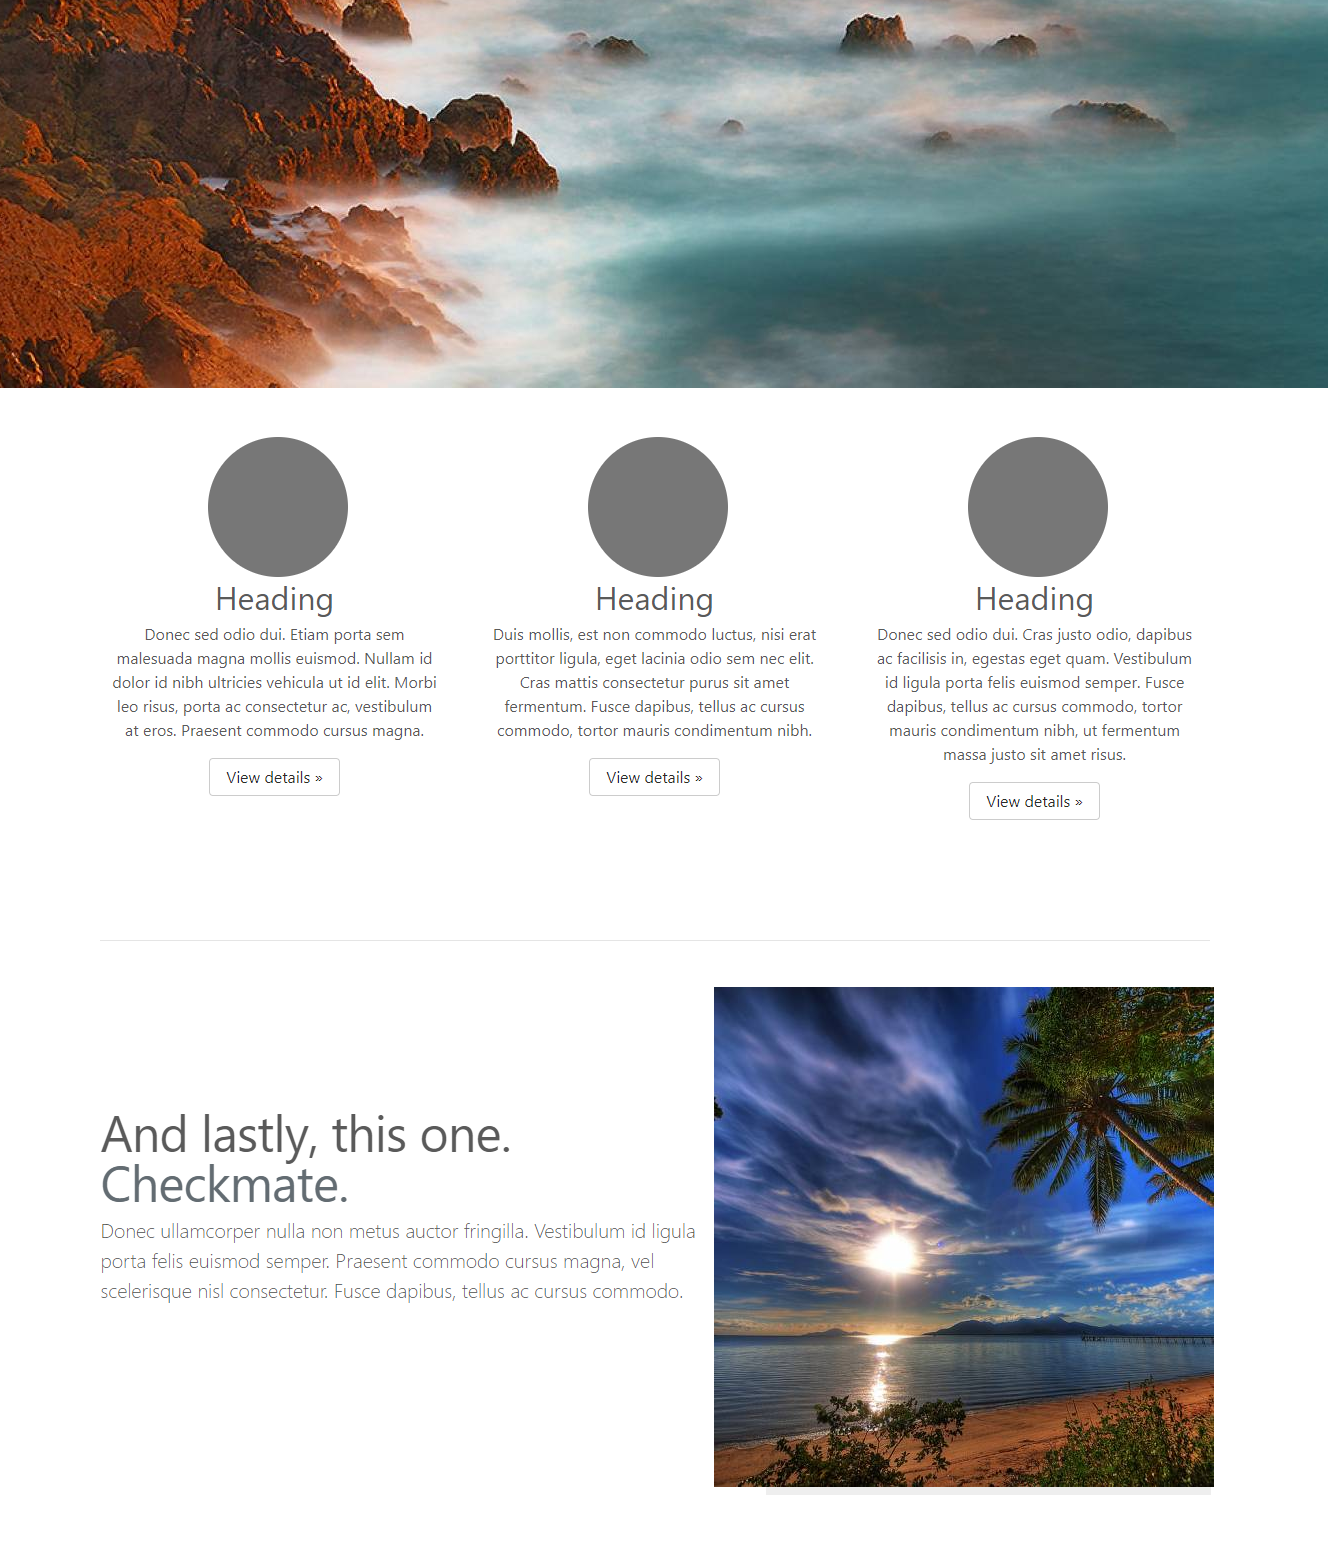 Heading
Donec sed odio dui. Etiam porta sem
malesuada magna mollis euismod. Nullam id
dolor id nibh ultricies vehicula ut id elit. Morbi
leo risus, porta ac consectetur ac, vestibulum
at eros. Praesent commodo cursus magna.
View details »
Heading
Duis mollis, est non commodo luctus, nisi erat
porttitor ligula, eget lacinia odio sem nec elit.
Cras mattis consectetur purus sit amet
fermentum. Fusce dapibus, tellus ac cursus
commodo, tortor mauris condimentum nibh.
View details »
Heading
Donec sed odio dui. Cras justo odio, dapibus
ac facilisis in, egestas eget quam. Vestibulum
id ligula porta felis euismod semper. Fusce
dapibus, tellus ac cursus commodo, tortor
mauris condimentum nibh, ut fermentum
massa justo sit amet risus.
View details »
And lastly, this one.
Checkmate.
Donec ullamcorper nulla non metus auctor fringilla. Vestibulum id ligula
porta felis euismod semper. Praesent commodo cursus magna, vel
scelerisque nisl consectetur. Fusce dapibus, tellus ac cursus commodo.